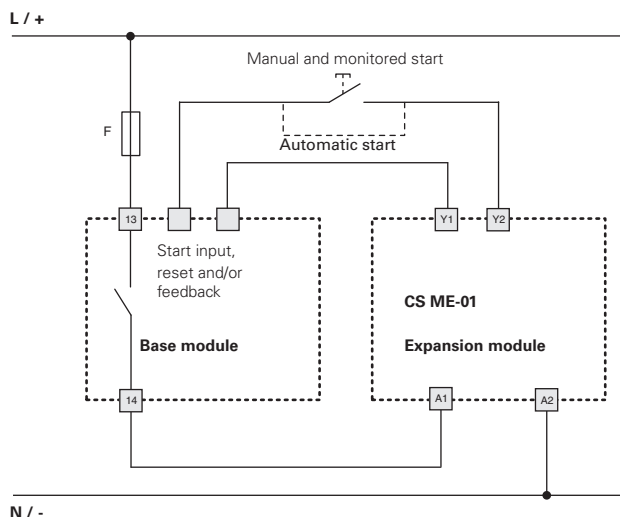 L / +
Manual and monitored start
F
Automatic start
13
Y1
Y2
Start input,
reset and/or
feedback
CS ME-01
Base module
Expansion module
14
A1
A2
N / -